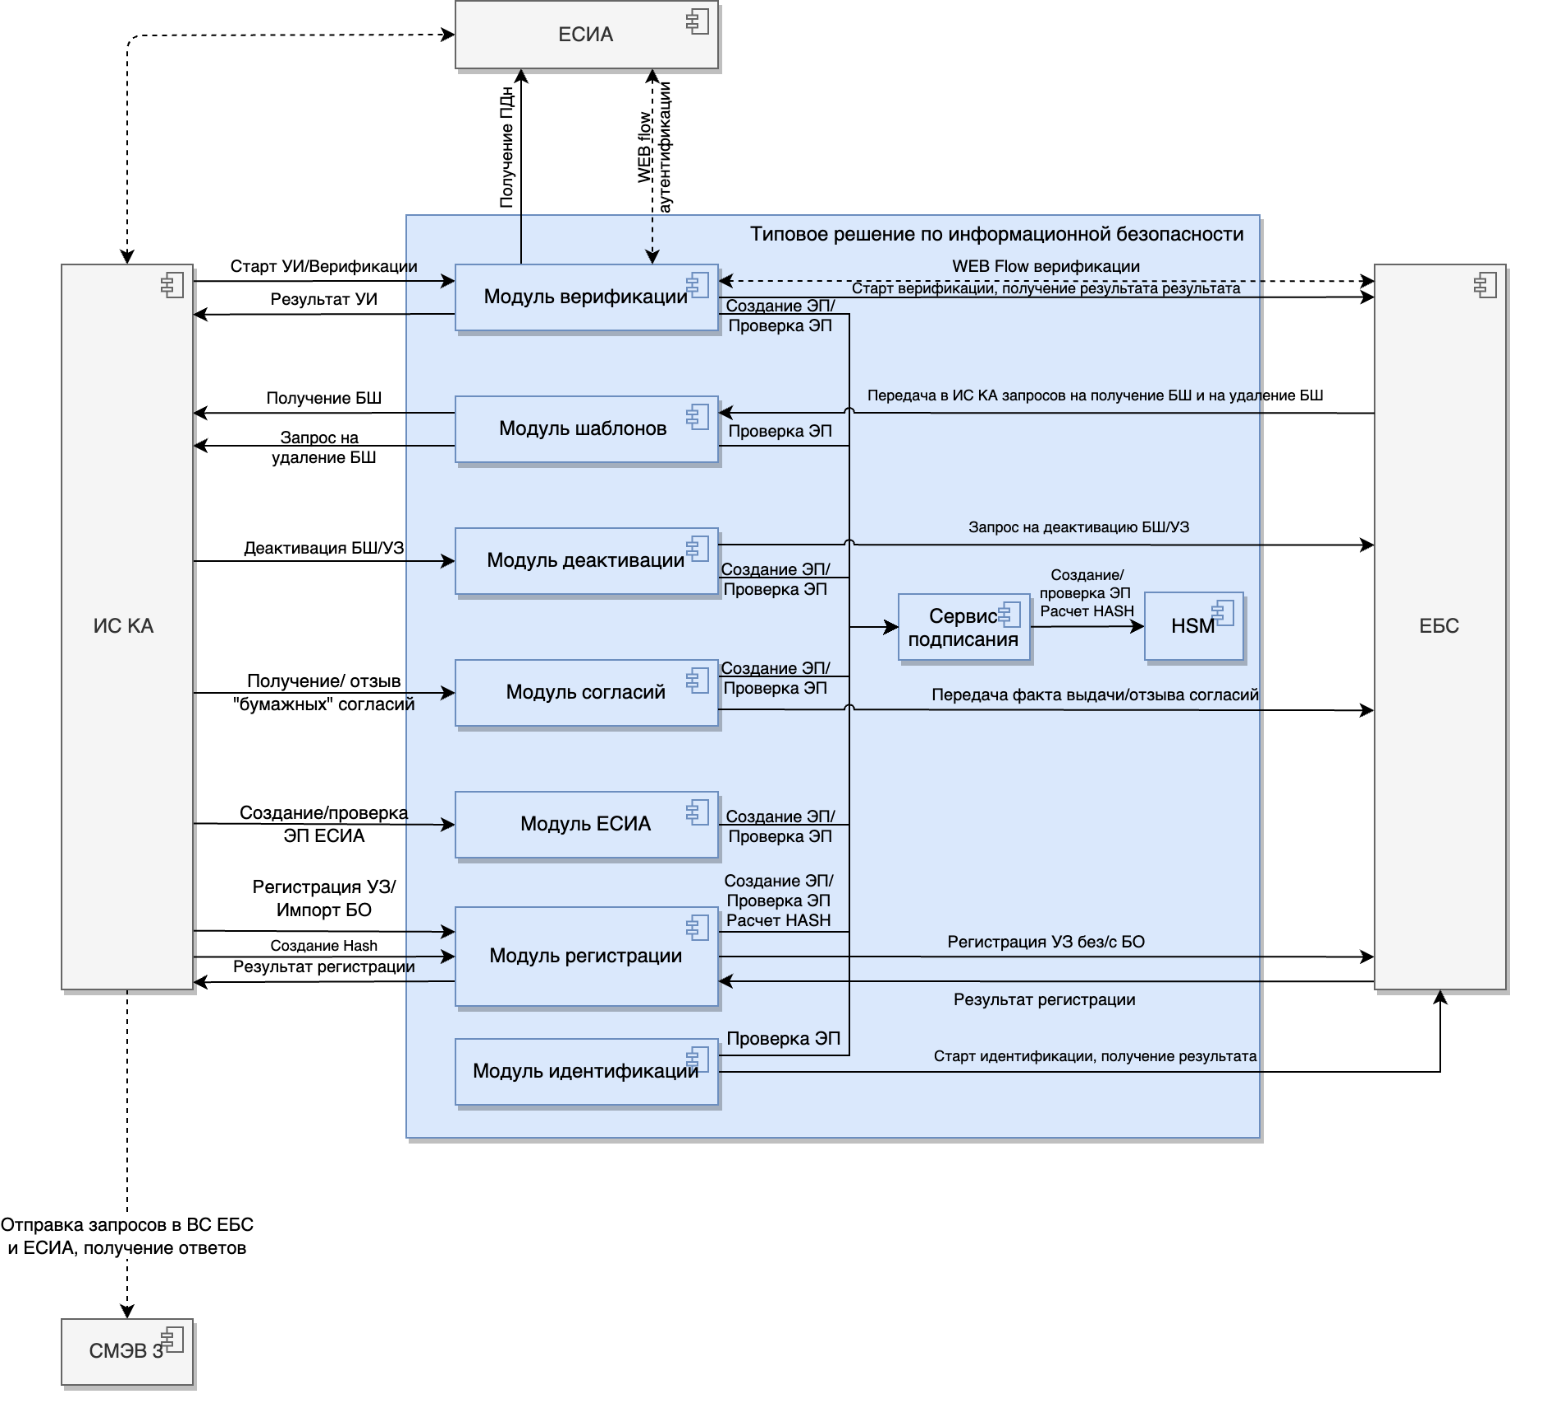 ЕСИА
Получение ПДн
WEB flow
аутентификации
Типовое решение по информационной безопасности
Старт УИ/Верификации
Результат УИ
Модуль верификации
WEB Flow верификации
Старт верификации, получение результата результата
Создание ЭП/
Проверка ЭП
Получение БШ
Запрос на
удаление БШ
Модуль шаблонов
Передача в ИС КА запросов на получение БШ и на удаление БШ
Проверка ЭП
Деактивация БШ/УЗ
Модуль деактивации
Запрос на деактивацию БШ/УЗ
Создание ЭП/
Проверка ЭП
ИС КА
Сервис
подписания
Создание/
проверка ЭП
Расчет HASH
HSM
ЕБС
Получение/ отзыв
"бумажных" согласий
Модуль согласий
Создание ЭП/
Проверка ЭП
Передача факта выдачи/отзыва согласий
Создание/проверка
ЭП ЕСИА
Модуль ЕСИА
Создание ЭП/
Проверка ЭП
Регистрация УЗ/
Импорт БО
Создание Hash
Результат регистрации
Модуль регистрации
Создание ЭП/
Проверка ЭП
Расчет HASH
Регистрация УЗ без/с БО
Результат регистрации
Модуль идентификации
Проверка ЭП
Старт идентификации, получение результата
Отправка запросов в ВС ЕБС
и ЕСИА, получение ответов
СМЭВ 3